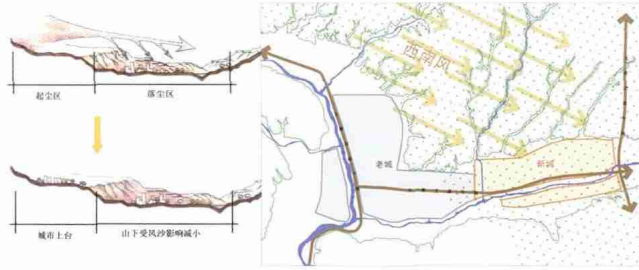 起尘区
落尘区
城市上台
山下受风沙影响减小
西南风
老城
新城